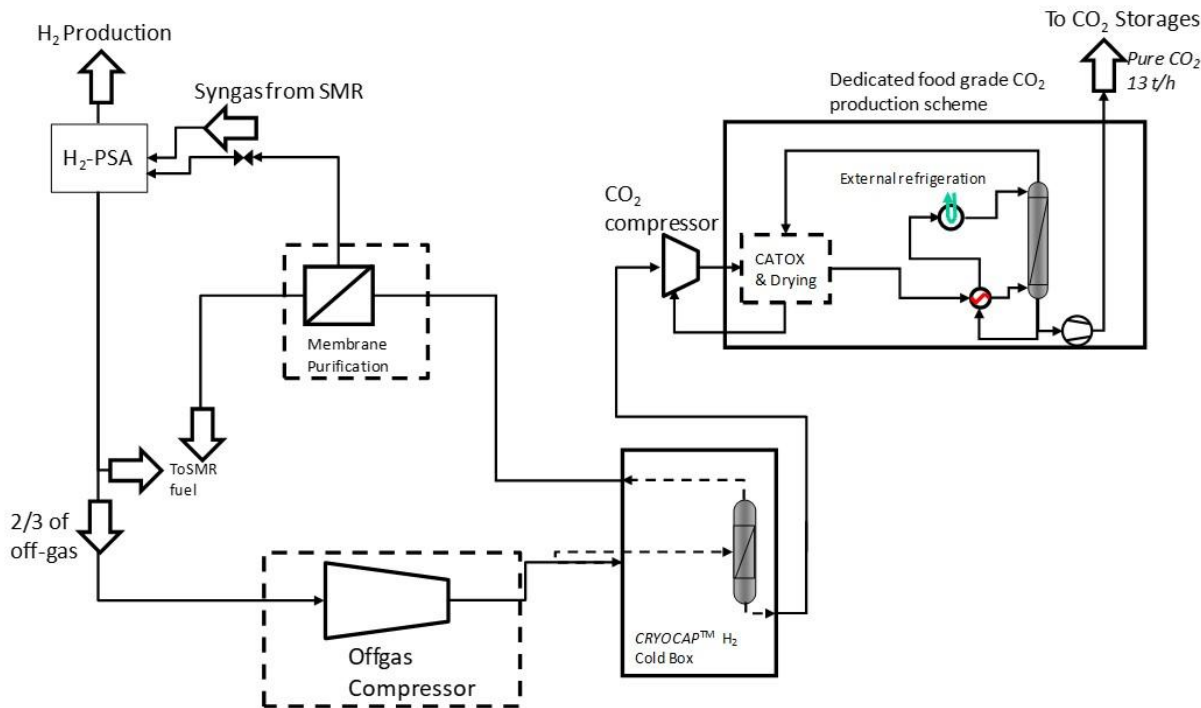 To CO₂ Storages
Pure CO₂
13 t/h
H₂ Production
Syngas from SMR
Dedicated food grade CO₂
production scheme
H₂-PSA
External refrigeration
CO₂
compressor
CATOX
& Drying
Membrane
Purification
ToSMR
fuel
2/3 of
off-gas
CRYOCAP™ H₂
Cold Box
Offgas
Compressor